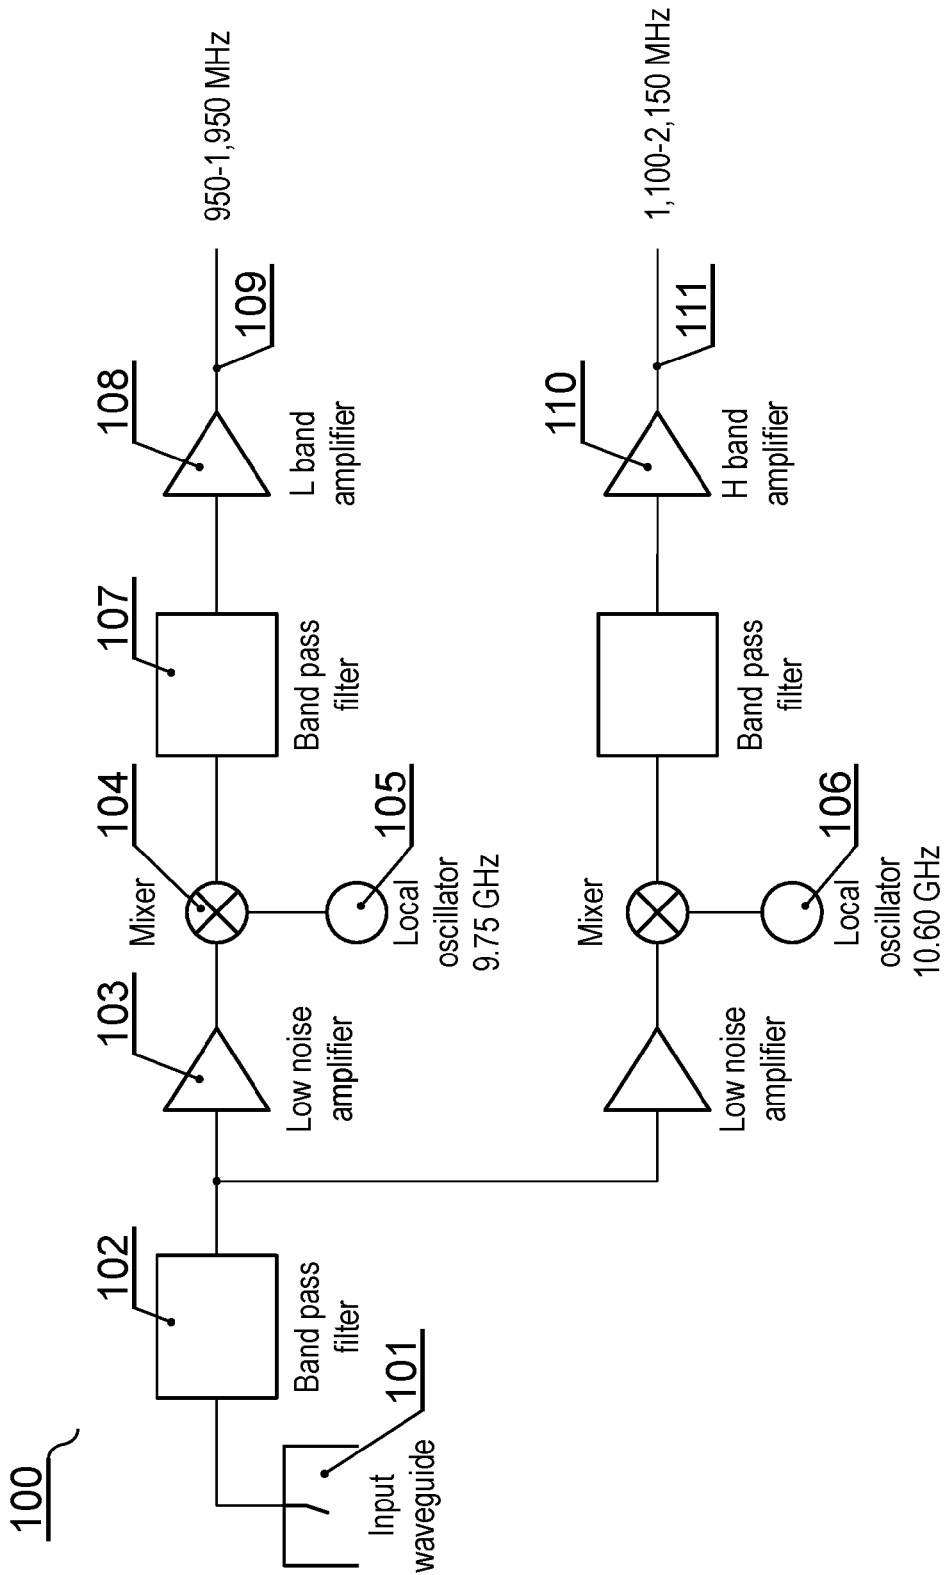 100
101
Input
waveguide
102
Band pass
filter
103
Low noise
amplifier
Mixer
104
105
Local
oscillator
9.75 GHz
107
Band pass
filter
108
L band
amplifier
109
950-1,950 MHz
Low noise
amplifier
Mixer
106
Local
oscillator
10.60 GHz
Band pass
filter
110
H band
amplifier
111
1,100-2,150 MHz